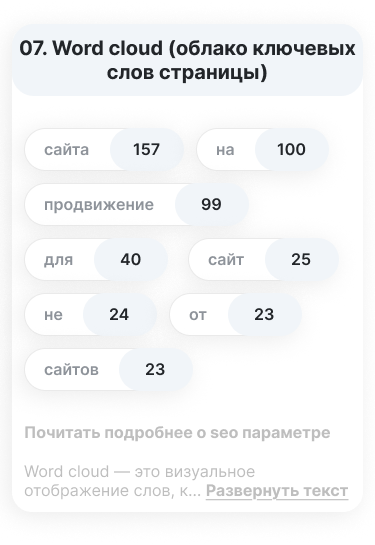 07. Word cloud (облако ключевых
слов страницы)
сайта 157 на 100
продвижение 99
для 40 сайт 25
не 24 от 23
сайтов 23
Почитать подробнее о seo параметре
Word cloud — это визуальное
отображение слов, к... Развернуть текст